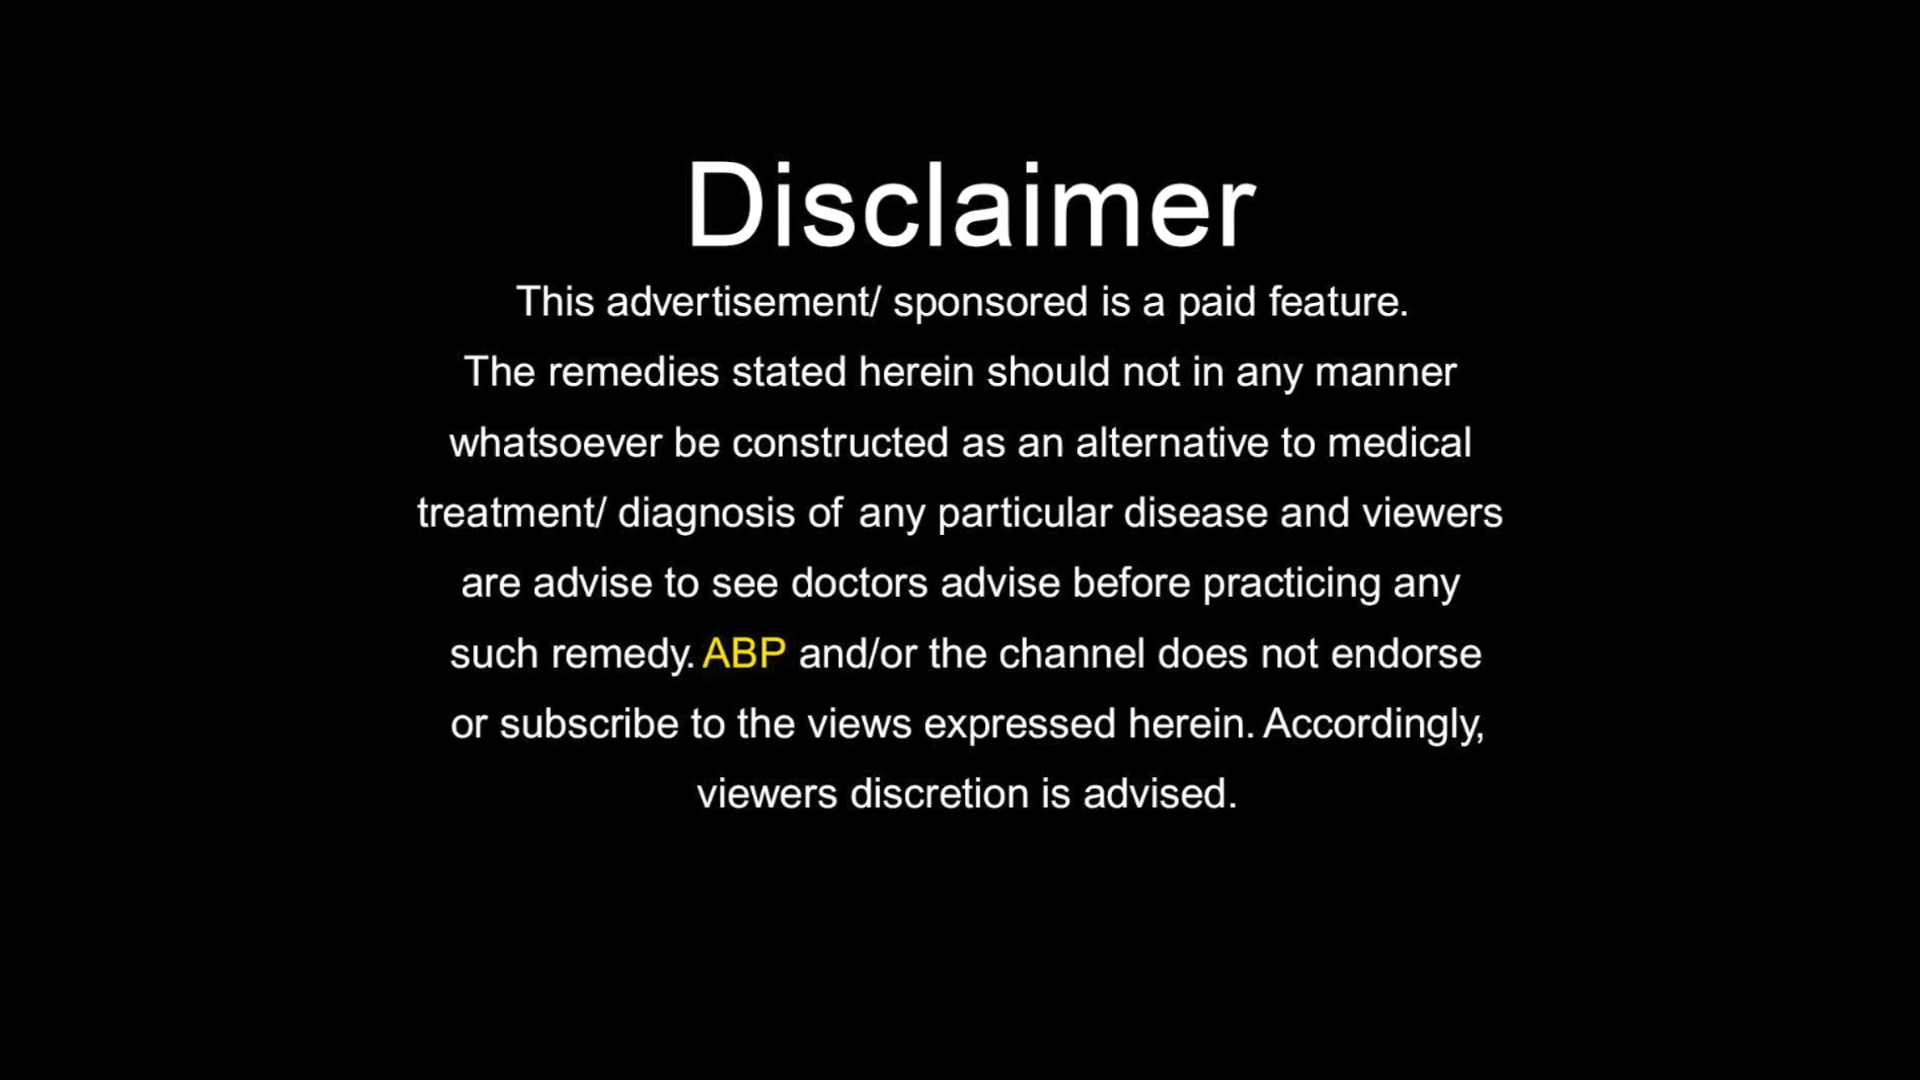 Disclaimer
This advertisement/ sponsored is a paid feature.
The remedies stated herein should not in any manner
whatsoever be constructed as an alternative to medical
treatment/ diagnosis of any particular disease and viewers
are advise to see doctors advise before practicing any
such remedy. ABP and/or the channel does not endorse
or subscribe to the views expressed herein. Accordingly,
viewers discretion is advised.